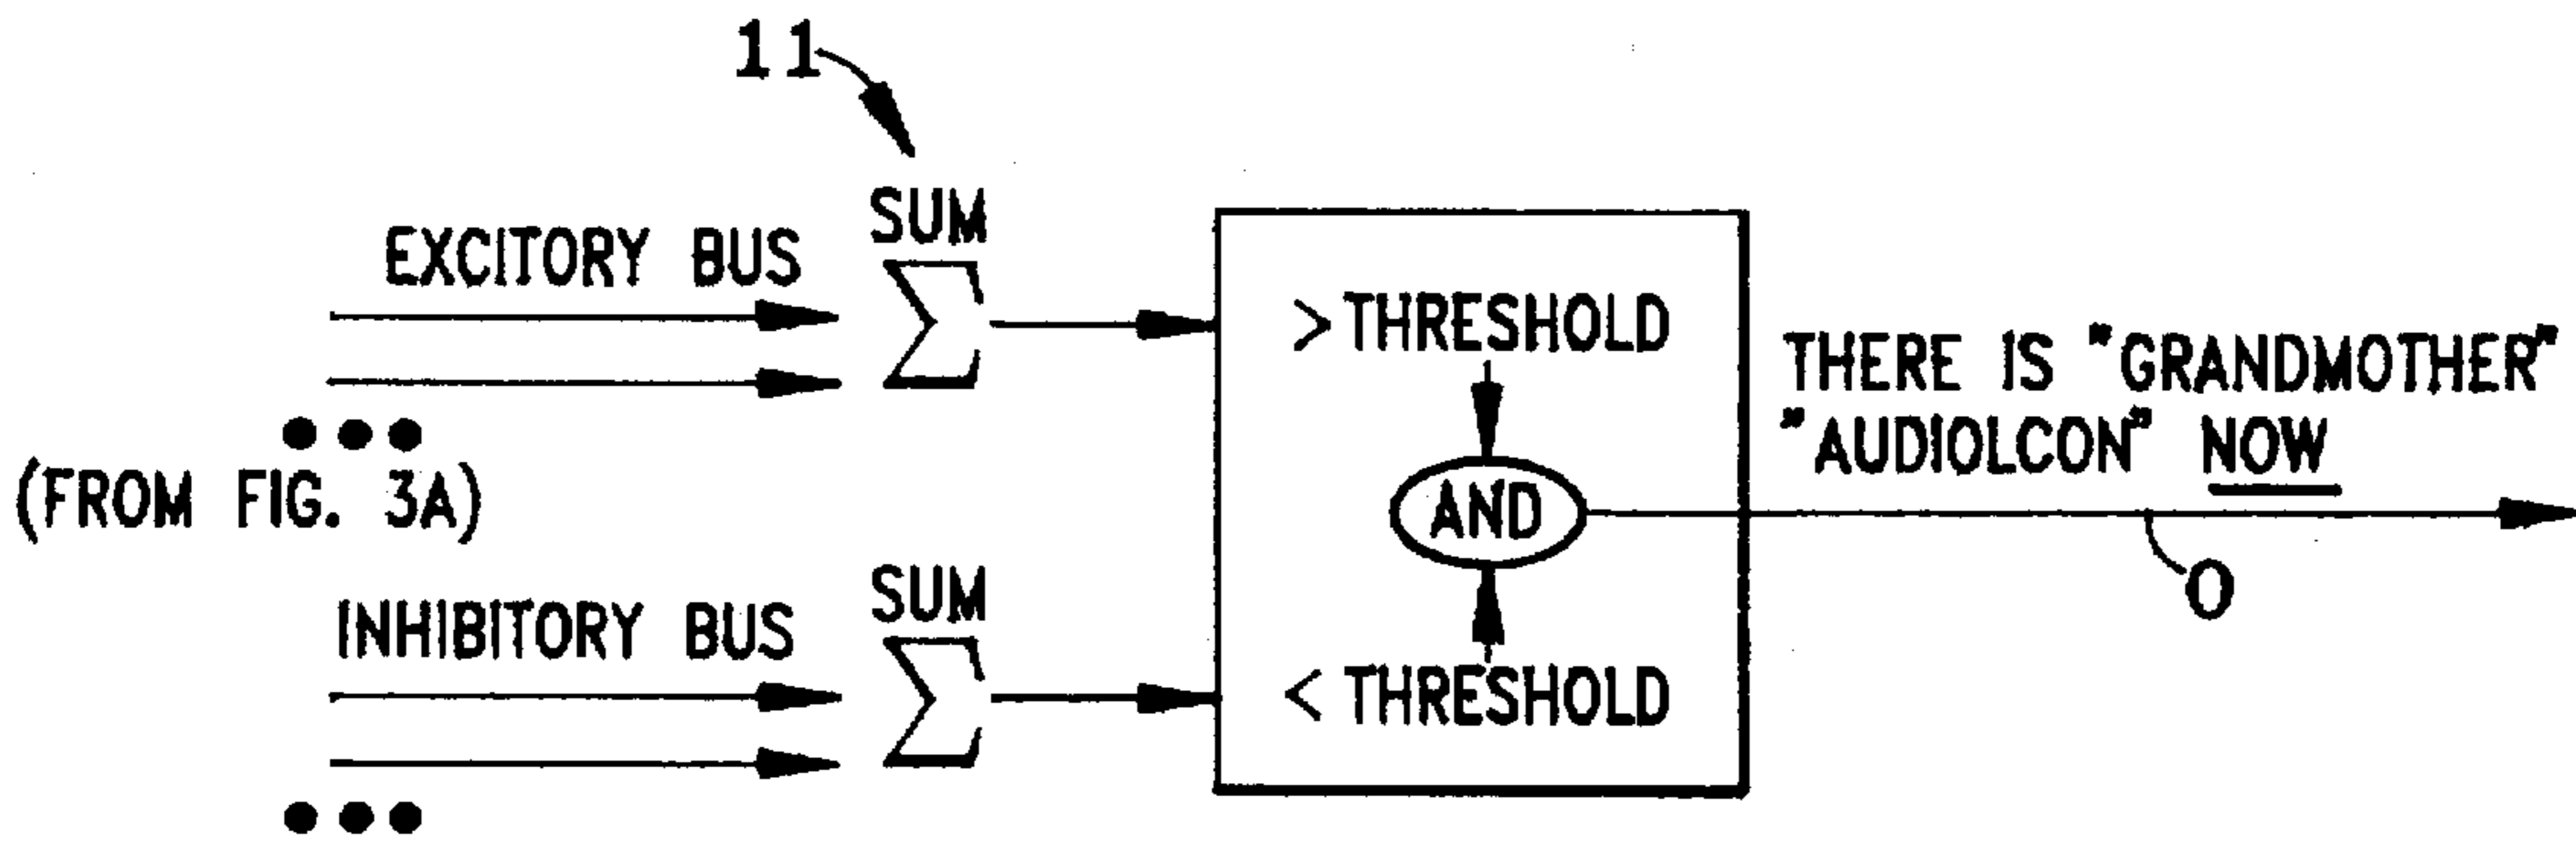 11
SUM
EXCITORY BUS
Σ
> THRESHOLD
THERE IS "GRANDMOTHER"
"AUDIOLCON" NOW
(FROM FIG. 3A)
AND
O
SUM
INHIBITORY BUS
Σ
< THRESHOLD